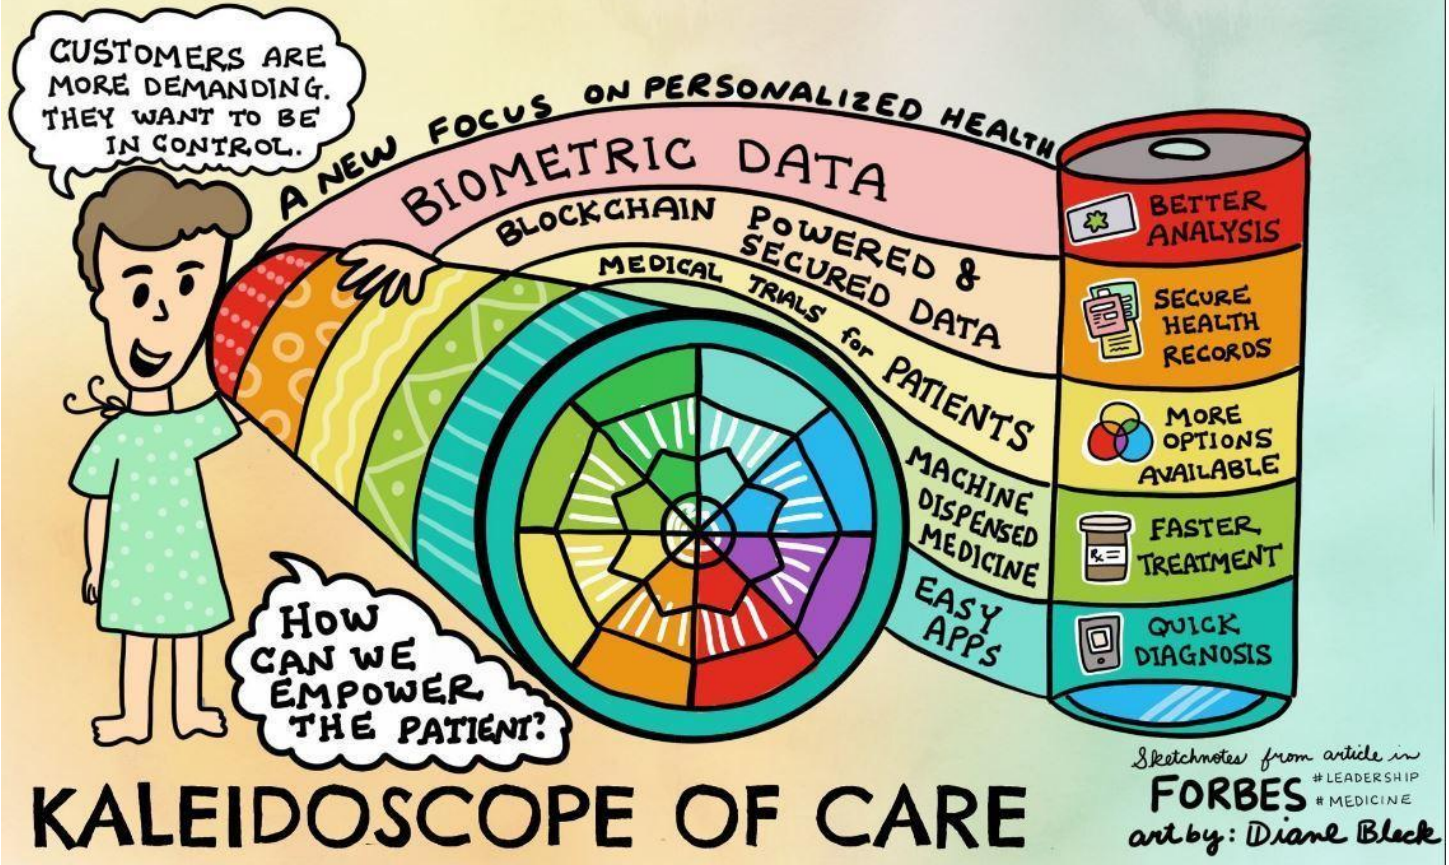 CUSTOMERS ARE
MORE DEMANDING.
THEY WANT TO BE
IN CONTROL.
A NEW FOCUS ON PERSONALIZED HEALTH
BIOMETRIC DATA
BLOCKCHAIN POWERED &
SECURED DATA
MEDICAL TRIALS for PATIENTS
MACHINE
DISPENSED
MEDICINE
EASY
APPS
BETTER
ANALYSIS
SECURE
HEALTH
RECORDS
MORE
OPTIONS
AVAILABLE
Rx
FASTER
TREATMENT
QUICK
DIAGNOSIS
HOW
CAN WE
EMPOWER
THE PATIENT?
KALEIDOSCOPE OF CARE
Sketchnotes from article in
FORBES #LEADERSHIP
#MEDICINE
art by: Diane Bleck